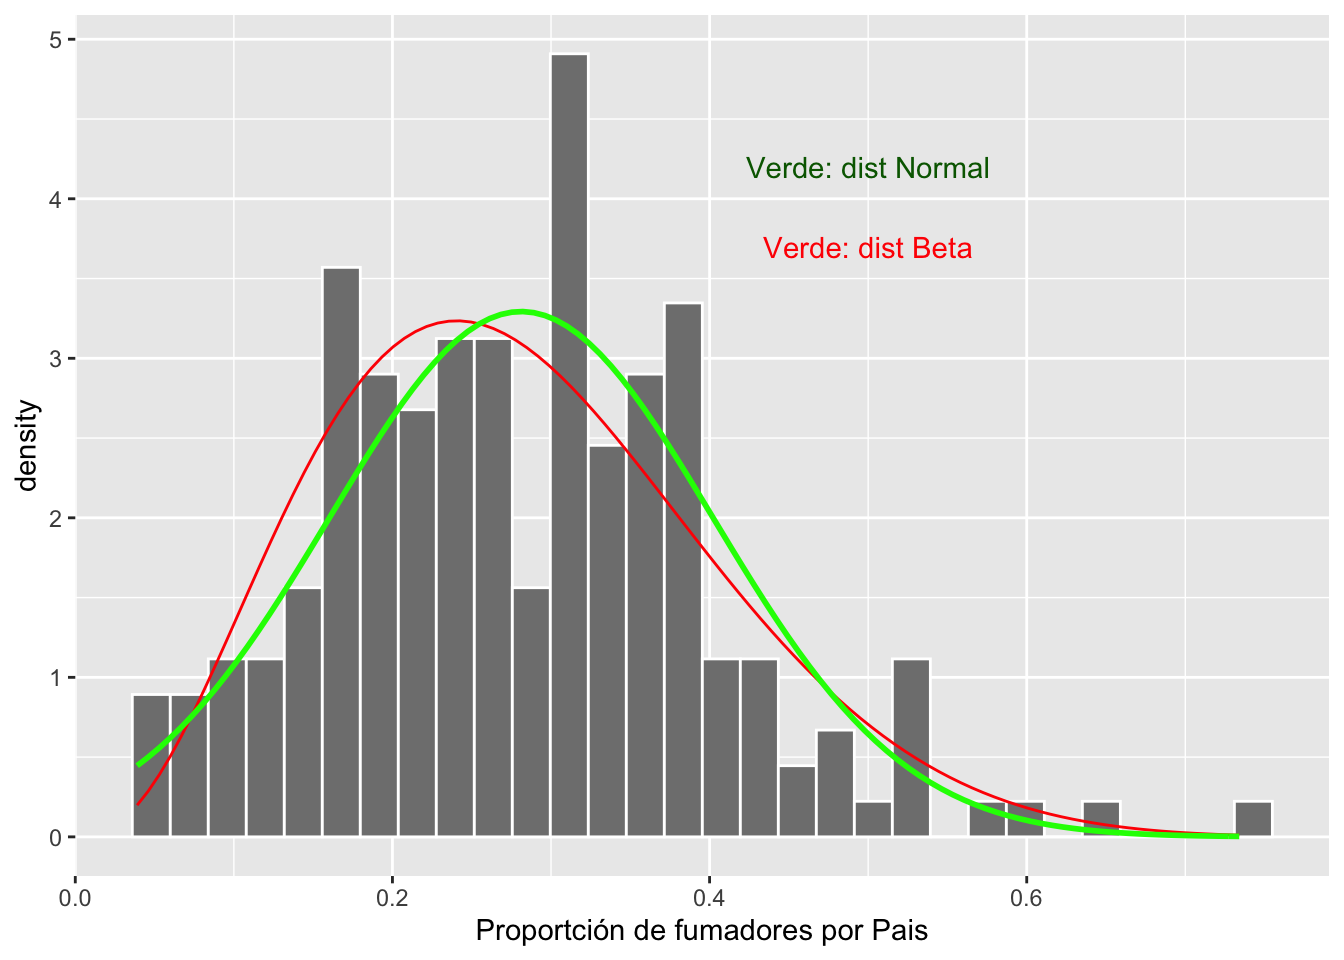 5
4
3
2
1
0
density
Verde: dist Normal
Verde: dist Beta
0.0
0.2
0.4
0.6
Proportción de fumadores por Pais